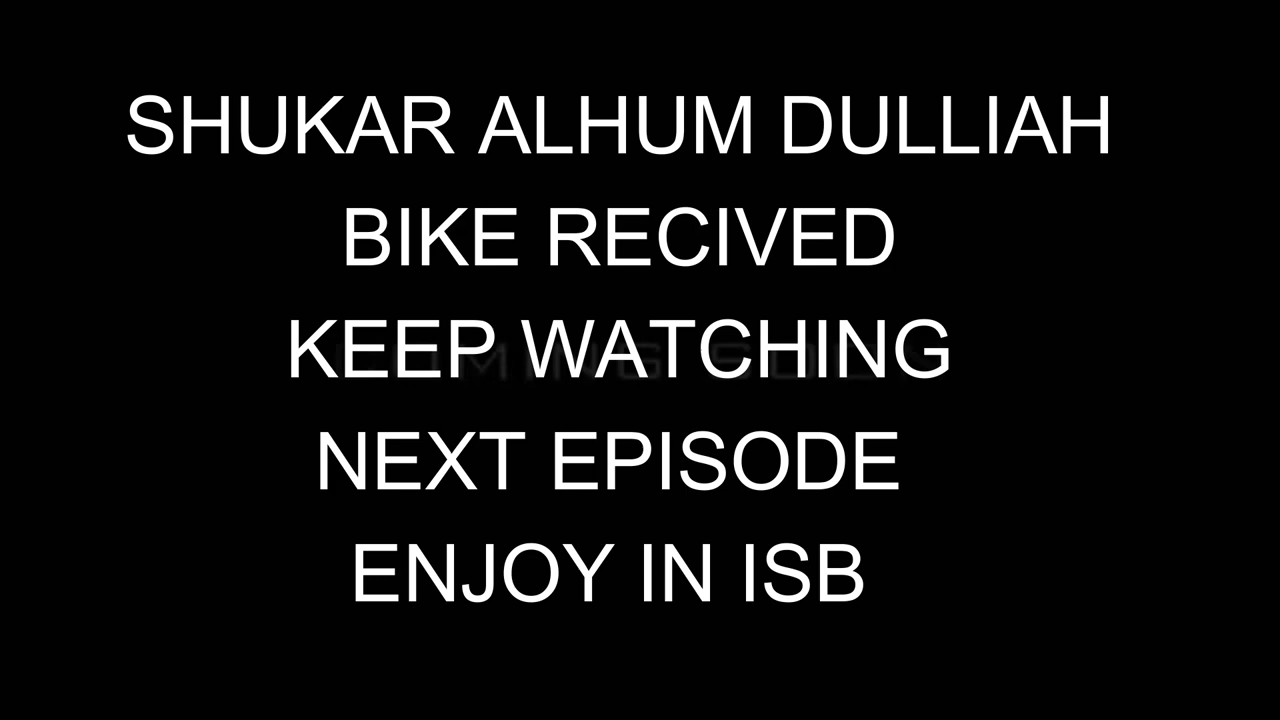 SHUKAR ALHUM DULLIAH
BIKE RECIVED
KEEP WATCHING
NEXT EPISODE
ENJOY IN ISB